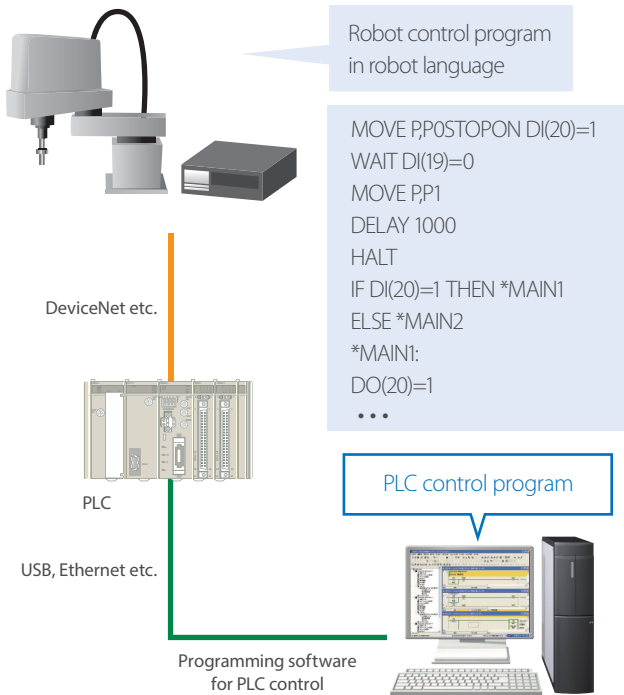 Robot control program
in robot language
MOVE P,P0STOPON DI(20)=1
WAIT DI(19)=0
MOVE P,P1
DELAY 1000
HALT
IF DI(20)=1 THEN *MAIN1
ELSE *MAIN2
*MAIN1:
DO(20)=1
• • •
DeviceNet etc.
PLC
PLC control program
USB, Ethernet etc.
Programming software
for PLC control